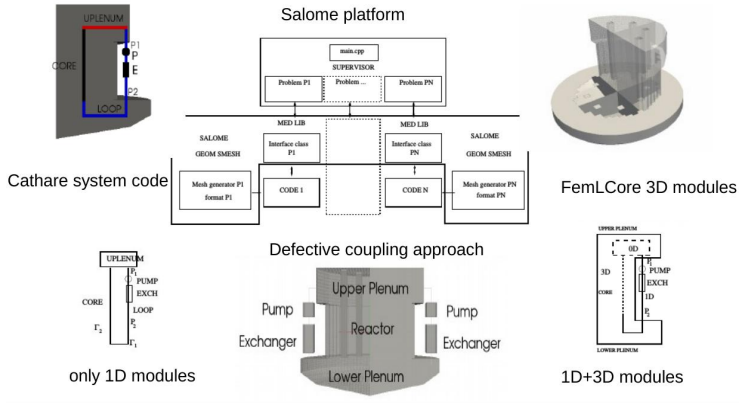 Salome platform
UPLENUM
P1
P
CORE
E
P2
LOOP
Cathare system code
main.cpp
SUPERVISOR
Problem P1
Problem ...
Problem PN
MED LIB
MED LIB
SALOME
GEOM SMESH
Interface class
P1
Interface class
PN
SALOME
GEOM SMESH
Mesh generator P1
format P1
CODE 1
CODE N
Mesh generator PN
format PN
FemLCore 3D modules
Defective coupling approach
UPLENUM
P1
PUMP
EXCH
CORE
LOOP
P2
Γ2
Γ1
only 1D modules
Upper Plenum
Pump
Pump
Reactor
Exchanger
Exchanger
Lower Plenum
UPPER PLENUM
0D
P1
3D
PUMP
EXCH
CORE
1D
P2
LOWER PLENUM
1D+3D modules